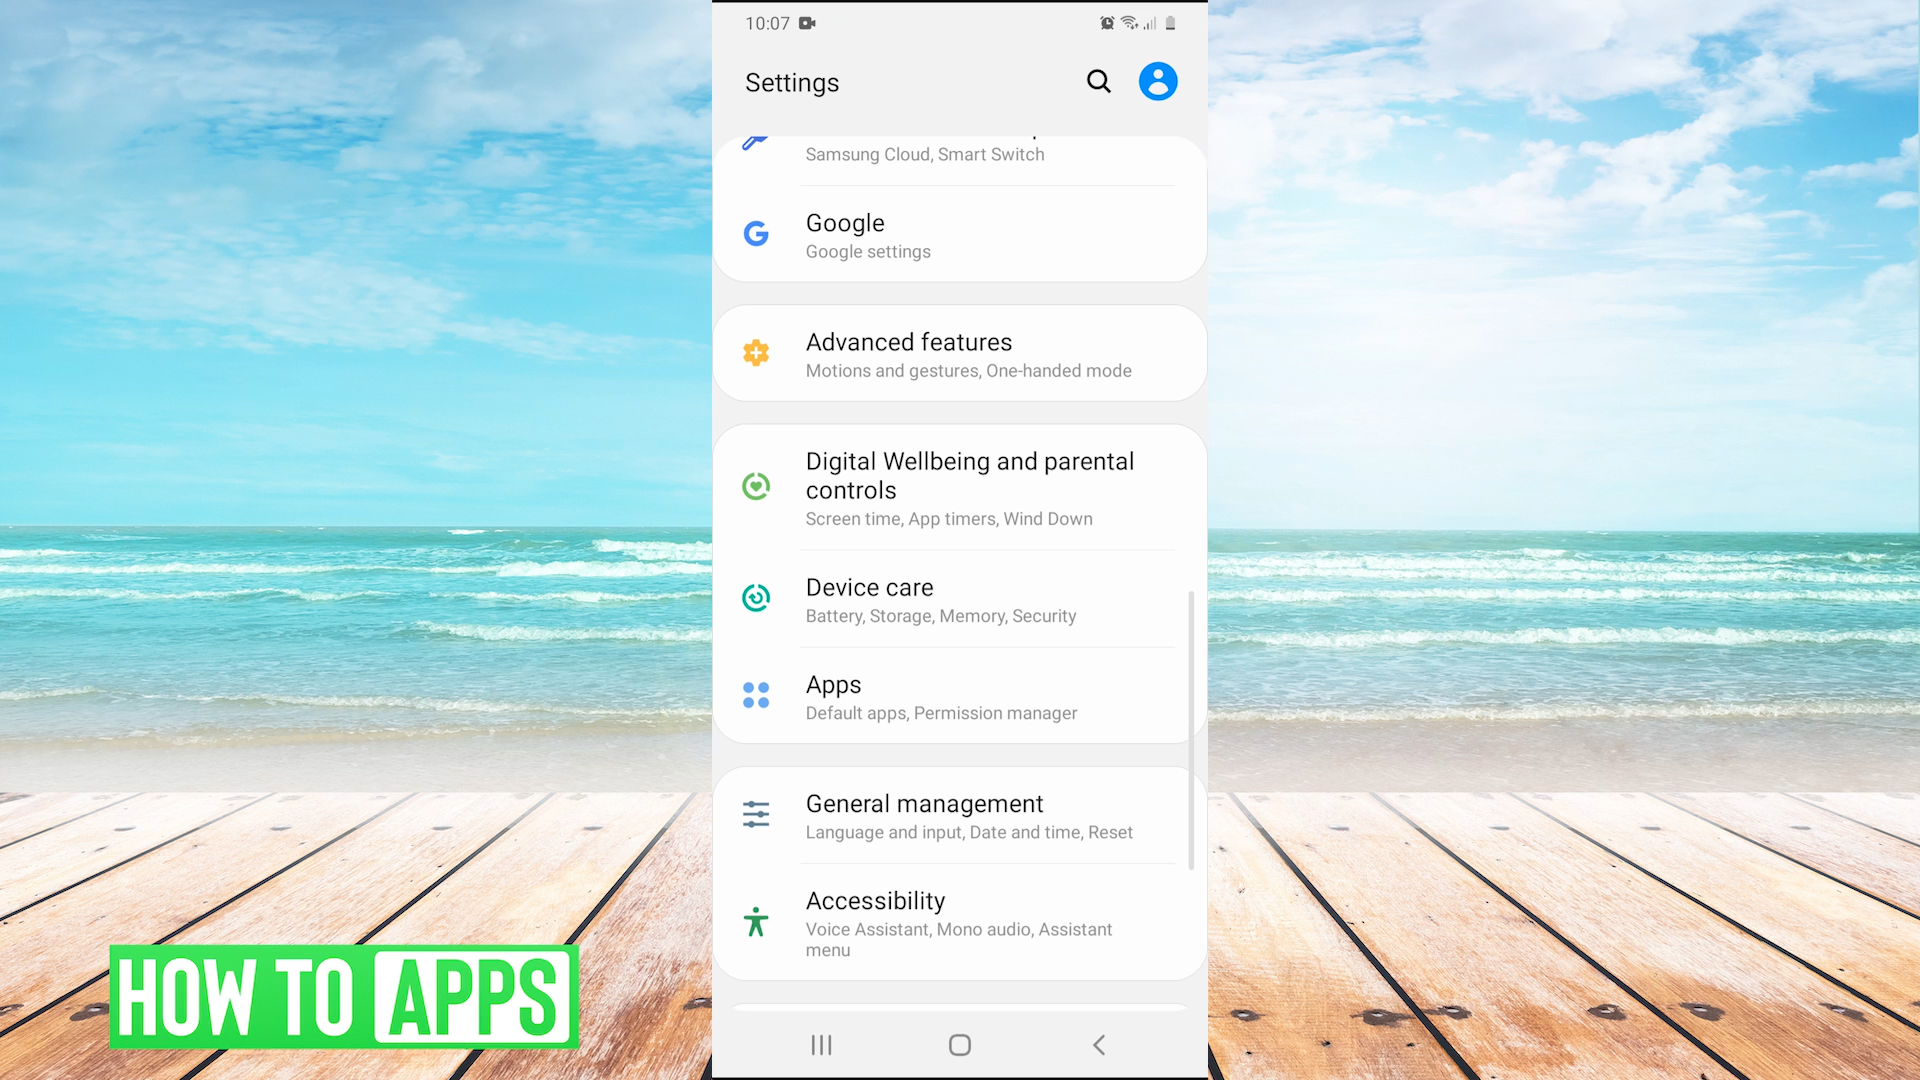 10:07
Settings
Samsung Cloud, Smart Switch
Google
Google settings
Advanced features
Motions and gestures, One-handed mode
Digital Wellbeing and parental
controls
Screen time, App timers, Wind Down
Device care
Battery, Storage, Memory, Security
Apps
Default apps, Permission manager
General management
Language and input, Date and time, Reset
Accessibility
Voice Assistant, Mono audio, Assistant
menu
HOW TO APPS